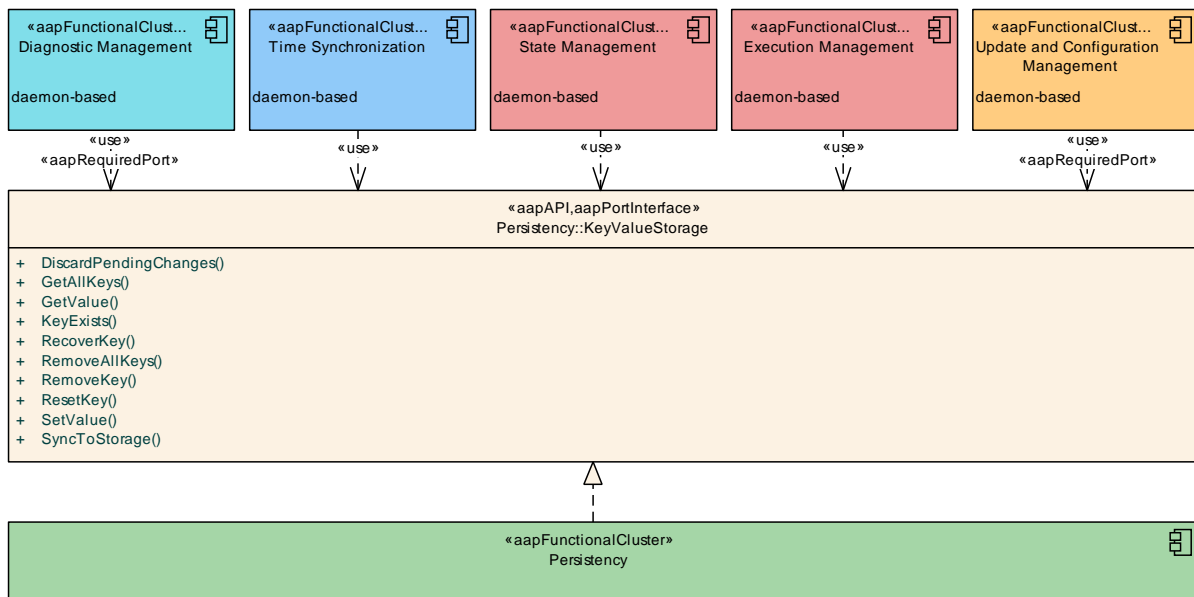 «aapFunctionalClust...
Diagnostic Management
daemon-based
«aapFunctionalClust...
Time Synchronization
daemon-based
«aapFunctionalClust...
State Management
daemon-based
«aapFunctionalClust...
Execution Management
daemon-based
«aapFunctionalClust...
Update and Configuration
Management
daemon-based
«use»
«aapRequiredPort»
«use»
«use»
«use»
«use»
«aapRequiredPort»
«aapAPI,aapPortInterface»
Persistency::KeyValueStorage
+ DiscardPendingChanges()
+ GetAllKeys()
+ GetValue()
+ KeyExists()
+ RecoverKey()
+ RemoveAllKeys()
+ RemoveKey()
+ ResetKey()
+ SetValue()
+ SyncToStorage()
«aapFunctionalCluster»
Persistency